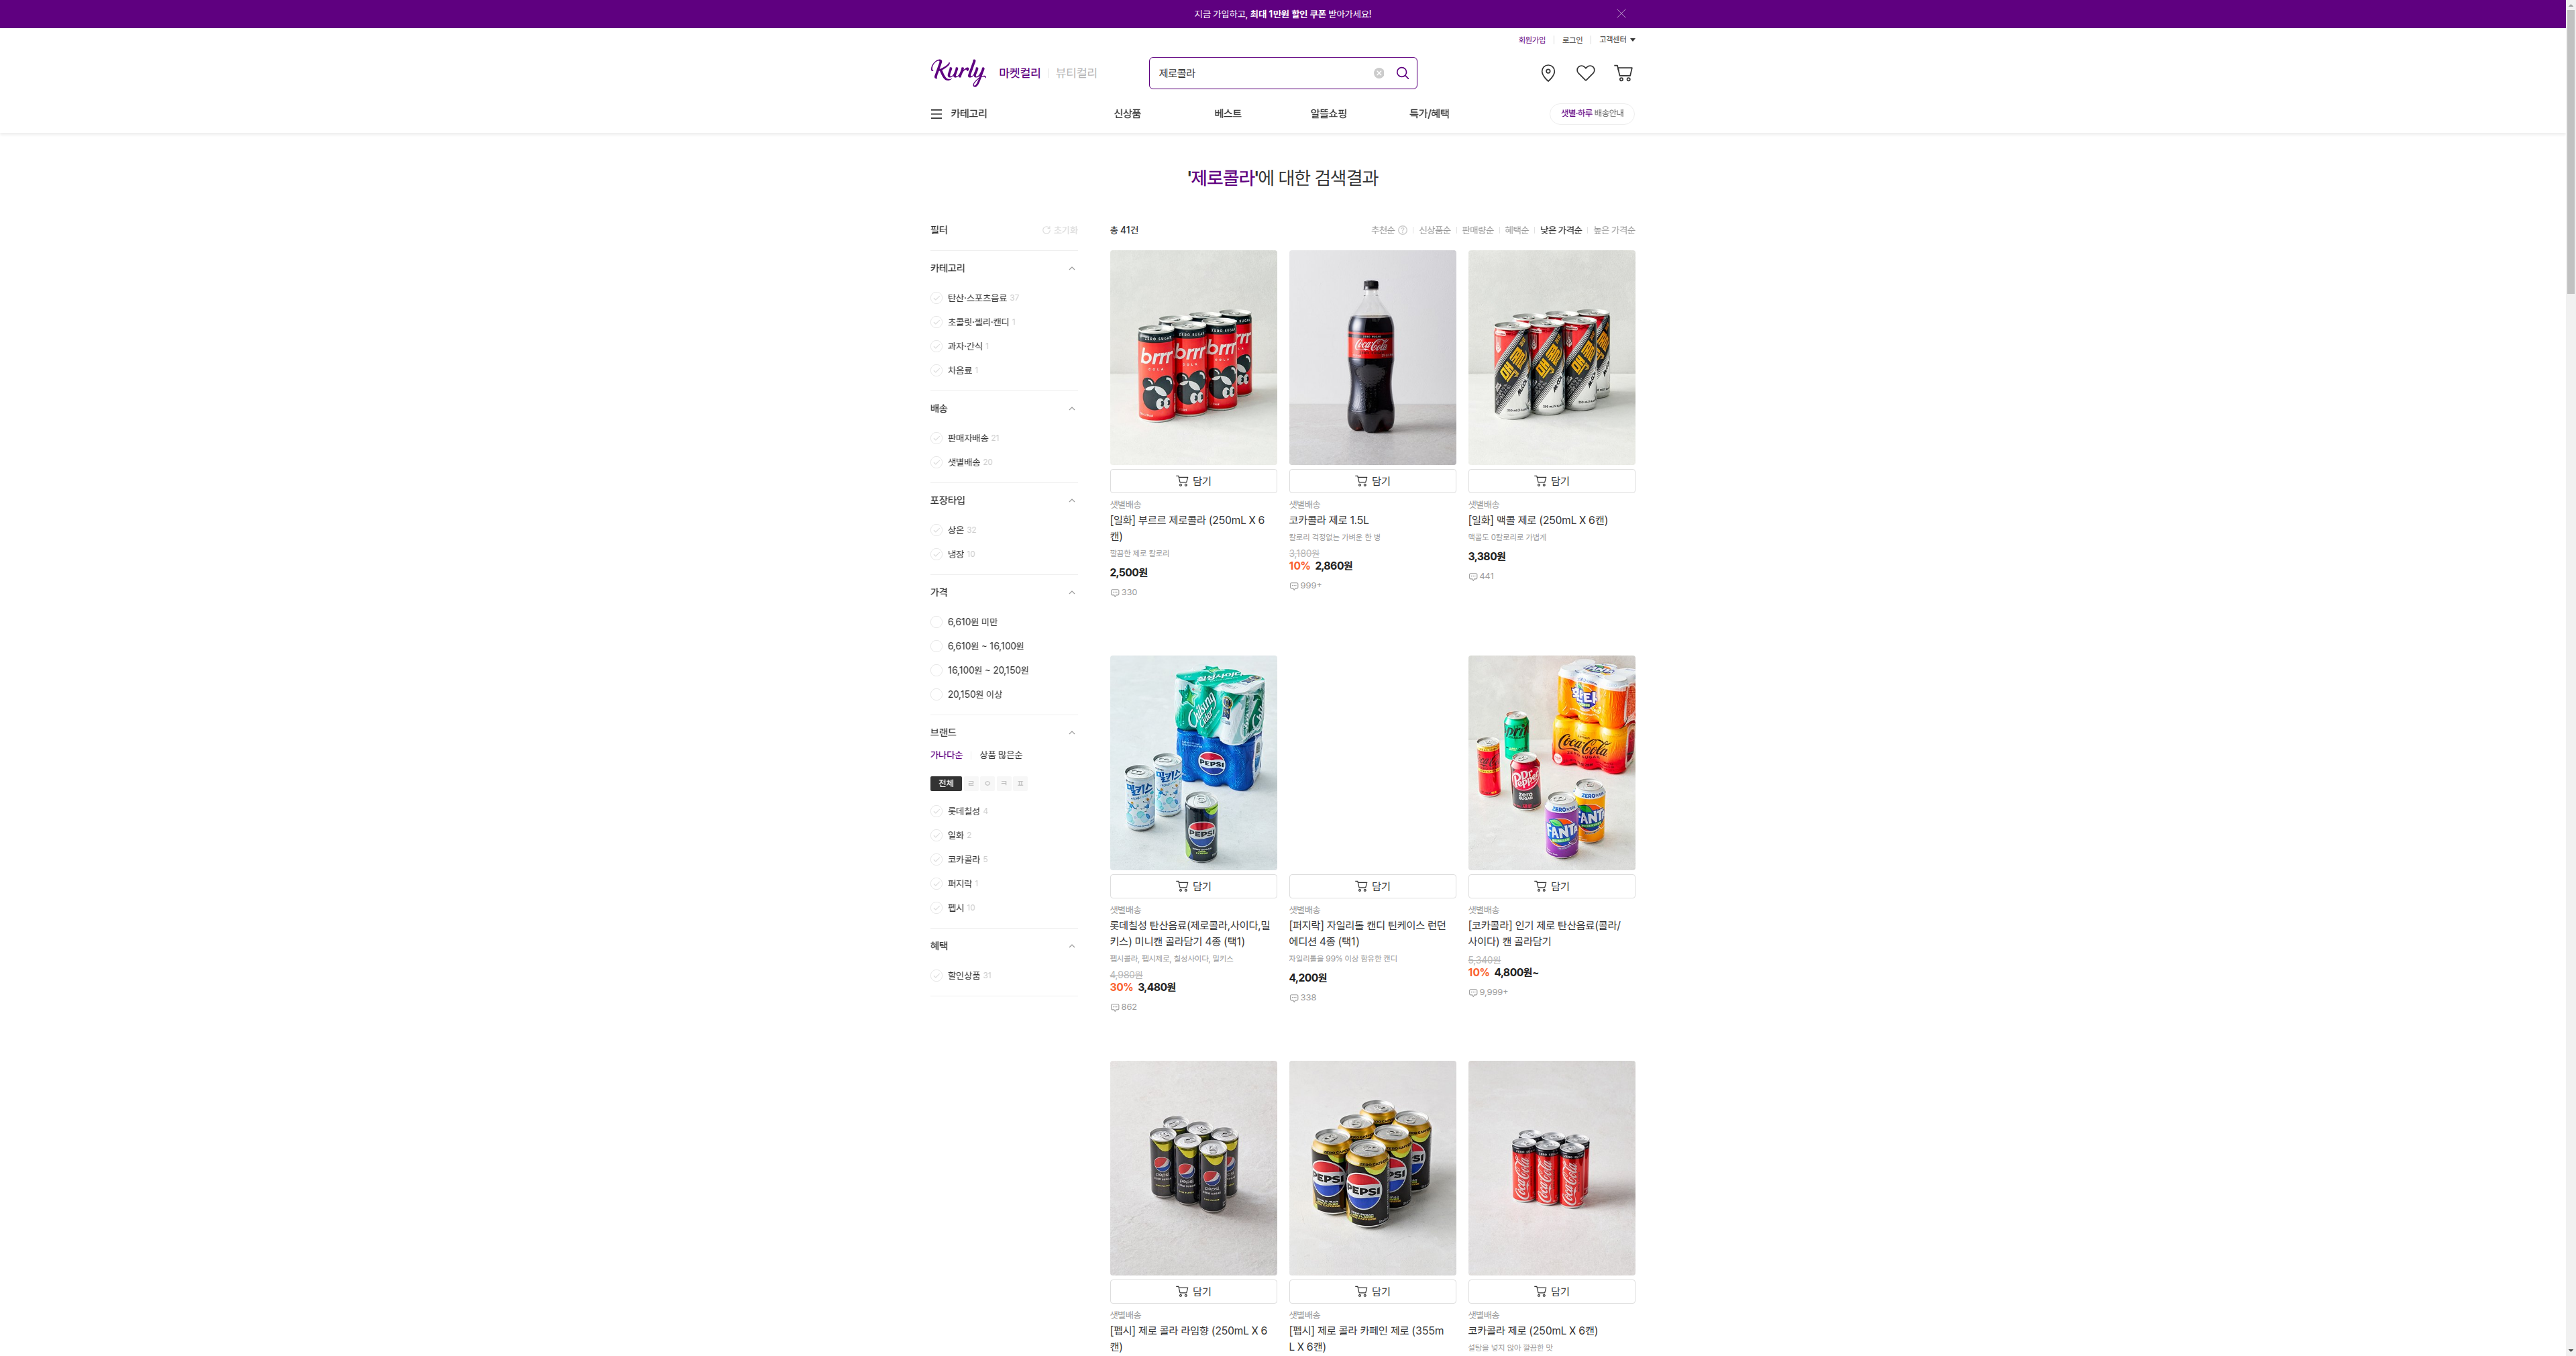 지금 가입하고, 최대 1만원 할인 쿠폰 받아가세요!
회원가입 로그인 고객센터
Kurly 마켓컬리 뷰티컬리
제로콜라
카테고리 신상품 베스트 알뜰쇼핑 특가/혜택 샛별·하루 배송안내
'제로콜라'에 대한 검색결과
필터 초기화
총 41건 추천순 신상품순 판매량순 혜택순 낮은 가격순 높은 가격순
카테고리
탄산·스포츠음료 37
초콜릿·젤리·캔디 1
과자·간식 1
차음료 1
배송
판매자배송 21
샛별배송 20
포장타입
상온 32
냉장 10
가격
6,610원 미만
6,610원 ~ 16,100원
16,100원 ~ 20,150원
20,150원 이상
브랜드
가나다순 상품 많은순
전체 ㄹ ㅇ ㅋ ㅍ
롯데칠성 4
일화 2
코카콜라 5
퍼지락 1
펩시 10
혜택
할인상품 31
담기
샛별배송
[일화] 부르르 제로콜라 (250mL X 6
캔)
깔끔한 제로 칼로리
2,500원
330
담기
샛별배송
코카콜라 제로 1.5L
칼로리 걱정없는 가벼운 한 병
3,180원
10% 2,860원
999+
담기
샛별배송
[일화] 맥콜 제로 (250mL X 6캔)
맥콜도 0칼로리로 가볍게
3,380원
441
담기
샛별배송
롯데칠성 탄산음료(제로콜라,사이다,밀
키스) 미니캔 골라담기 4종 (택1)
펩시콜라, 펩시제로, 칠성사이다, 밀키스
4,980원
30% 3,480원
862
담기
샛별배송
[퍼지락] 자일리톨 캔디 틴케이스 런던
에디션 4종 (택1)
자일리톨을 99% 이상 함유한 캔디
4,200원
338
담기
샛별배송
[코카콜라] 인기 제로 탄산음료(콜라/
사이다) 캔 골라담기
5,340원
10% 4,800원~
9,999+
담기
샛별배송
[펩시] 제로 콜라 라임향 (250mL X 6
캔)
담기
샛별배송
[펩시] 제로 콜라 카페인 제로 (355m
L X 6캔)
담기
샛별배송
코카콜라 제로 (250mL X 6캔)
설탕을 넣지 않아 깔끔한 맛